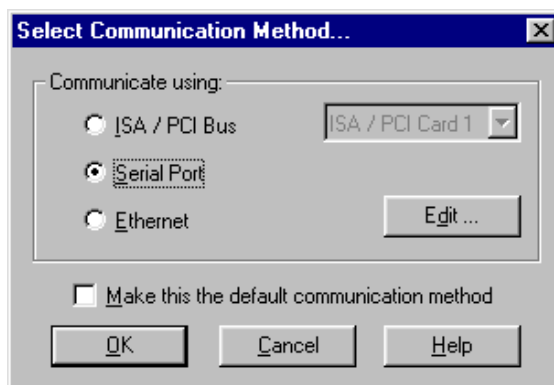 Select Communication Method...
Communicate using:
ISA / PCI Bus
ISA / PCI Card 1
Serial Port
Ethernet
Edit ...
Make this the default communication method
OK
Cancel
Help